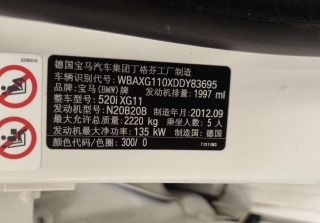 德国宝马汽车集团丁格芬工厂制造
车辆识别代号: WBAXG110XDDY83695
品牌: 宝马(BMW)牌 发动机排量: 1997 ml
整车型号: 520i XG11
发动机型号: N20B20B 制造年月: 2012.09
最大允许总质量: 2220 kg 乘坐人数: 5 人
发动机最大净功率: 135 kW 制造国: 德国
颜色代码/色圈: 300/ 0